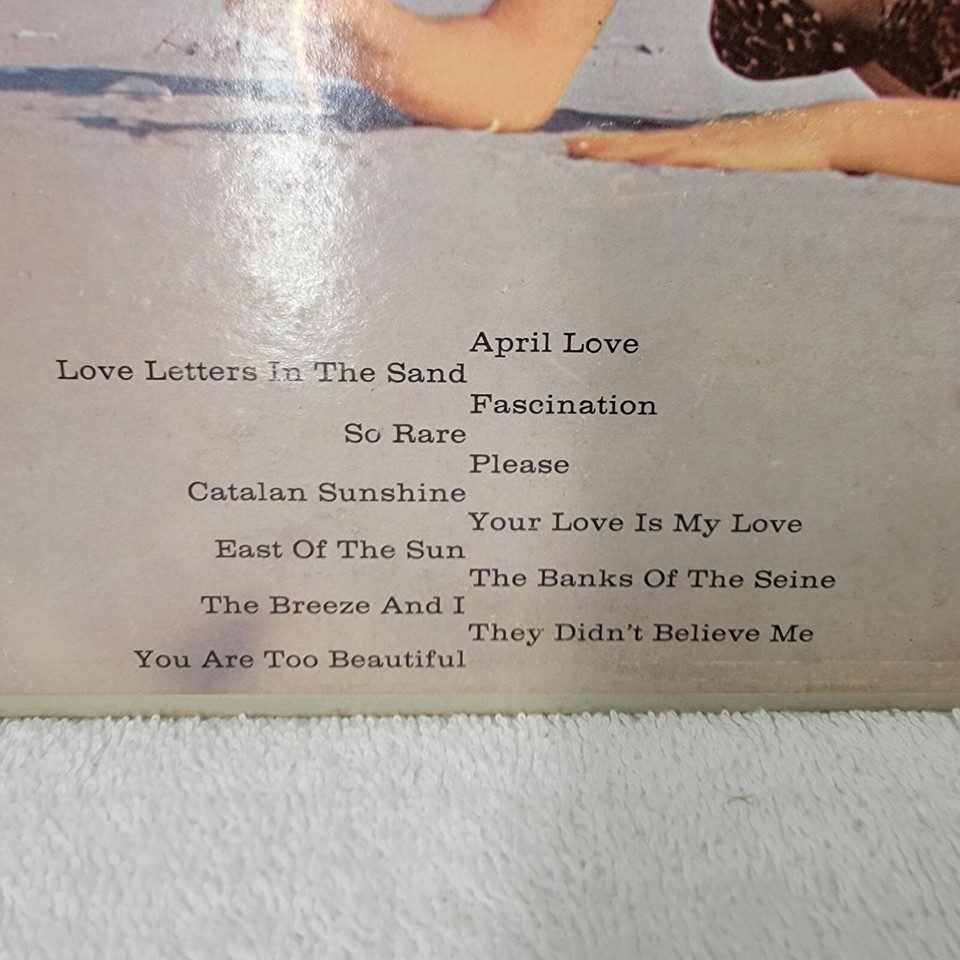 April Love
Love Letters In The Sand
Fascination
So Rare
Please
Catalan Sunshine
Your Love Is My Love
East Of The Sun
The Banks Of The Seine
The Breeze And I
They Didn't Believe Me
You Are Too Beautiful